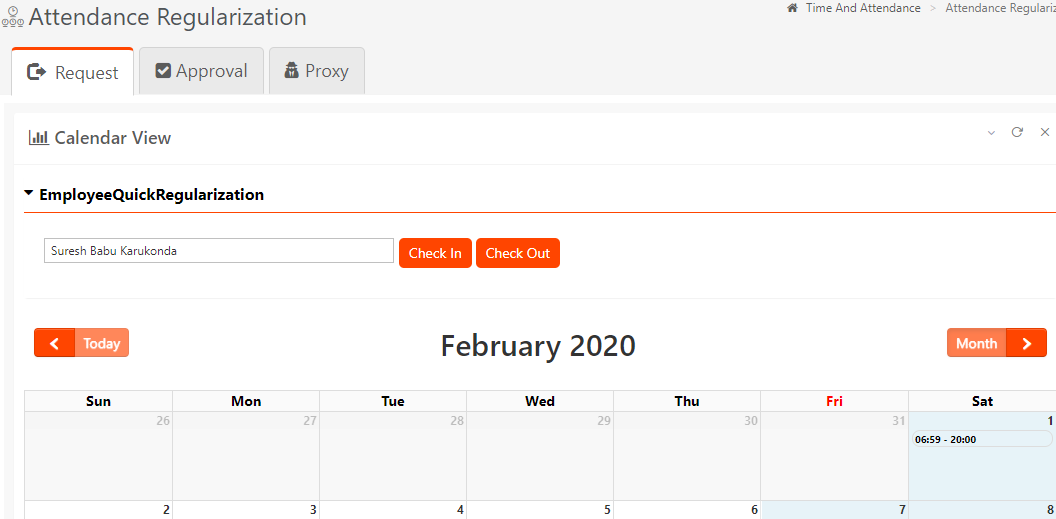 Attendance Regularization
Time And Attendance > Attendance Regulariz
Request Approval Proxy
Calendar View
EmployeeQuickRegularization
Suresh Babu Karukonda Check In Check Out
Today February 2020 Month
Sun Mon Tue Wed Thu Fri Sat
26 27 28 29 30 31 1
06:59 - 20:00
2 3 4 5 6 7 8